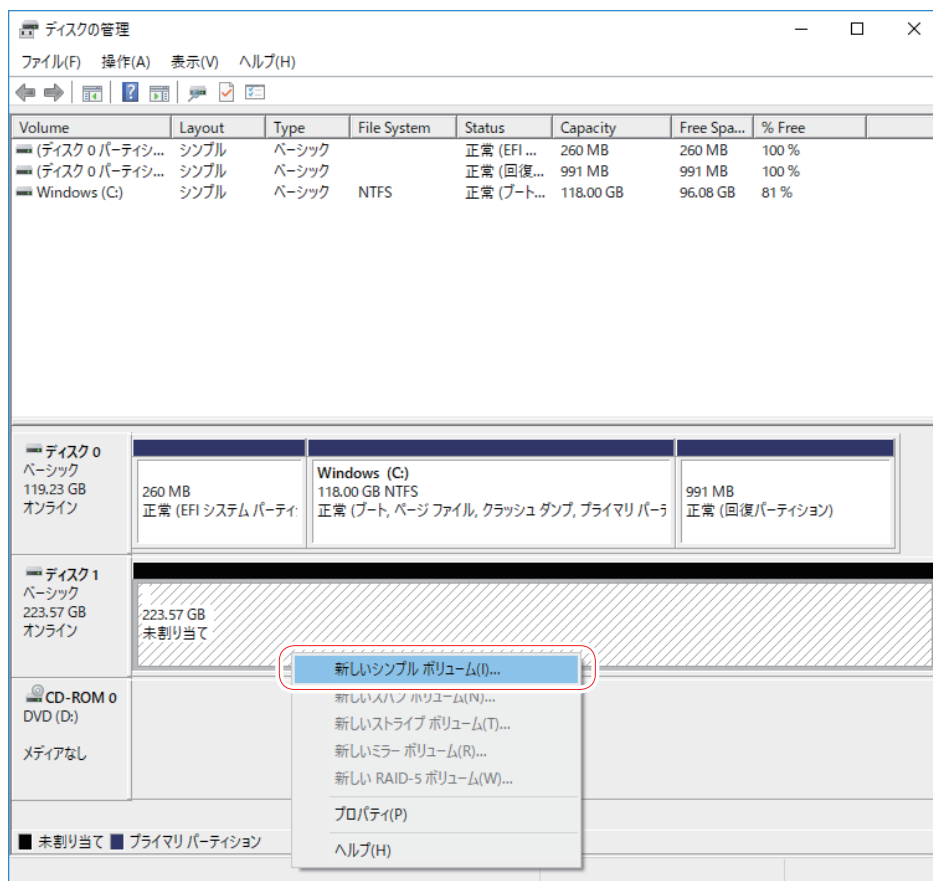 ディスクの管理
ファイル(F) 操作(A) 表示(V) ヘルプ(H)
Volume Layout Type File System Status Capacity Free Spa... % Free
(ディスク 0 パーティシ... シンプル ベーシック 正常 (EFI ... 260 MB 260 MB 100 %
(ディスク 0 パーティシ... シンプル ベーシック 正常 (回復... 991 MB 991 MB 100 %
Windows (C:) シンプル ベーシック NTFS 正常 (ブート... 118.00 GB 96.08 GB 81 %
ディスク 0
ベーシック
119.23 GB
オンライン
260 MB
正常 (EFI システム パーティ
Windows (C:)
118.00 GB NTFS
正常 (ブート, ページ ファイル, クラッシュ ダンプ, プライマリ パーテ
991 MB
正常 (回復パーティション)
ディスク 1
ベーシック
223.57 GB
オンライン
223.57 GB
未割り当て
新しいシンプル ボリューム(I)...
新しいスパン ボリューム(N)...
新しいストライプ ボリューム(T)...
新しいミラー ボリューム(R)...
新しい RAID-5 ボリューム(W)...
プロパティ(P)
ヘルプ(H)
CD-ROM 0
DVD (D:)
メディアなし
未割り当て プライマリ パーティション